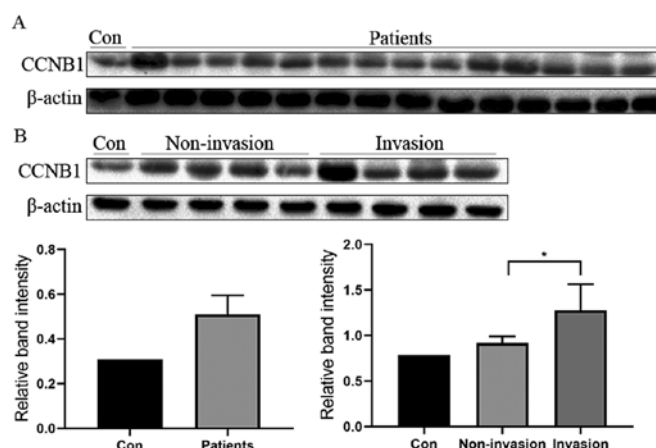 A
Con Patients
CCNB1
β-actin
B
Con Non-invasion Invasion
CCNB1
β-actin
Relative band intensity
0.8
0.6
0.4
0.2
0.0
Con Patients
Relative band intensity
2.0
1.5
1.0
0.5
0.0
*
Con Non-invasion Invasion